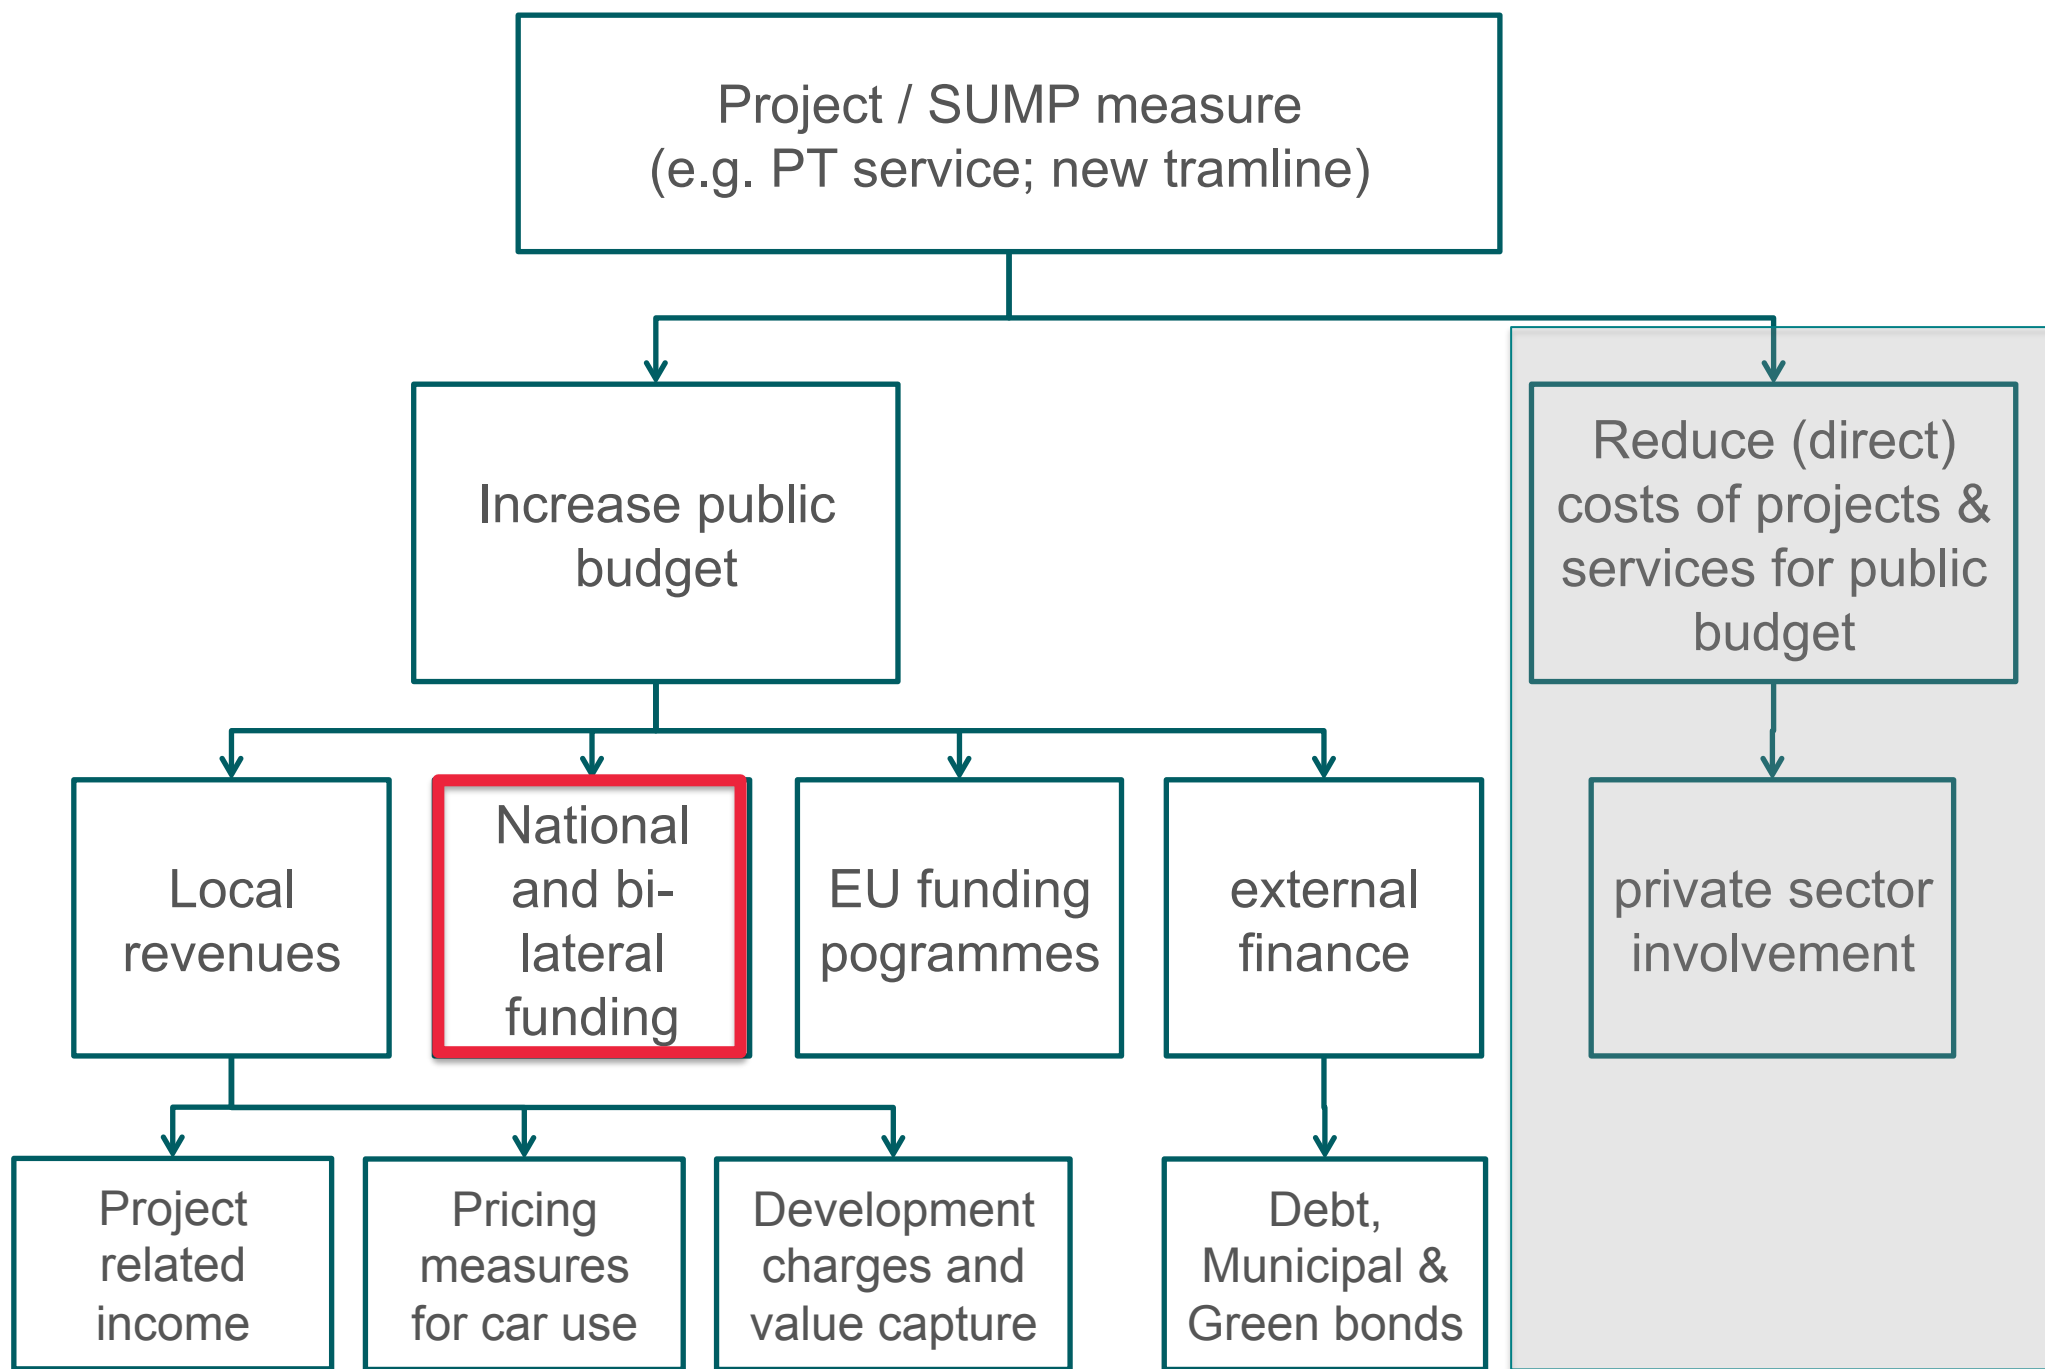 Project / SUMP measure
(e.g. PT service; new tramline)
Increase public
budget
Reduce (direct)
costs of projects &
services for public
budget
Local
revenues
National
and bi-
lateral
funding
EU funding
pogrammes
external
finance
private sector
involvement
Project
related
income
Pricing
measures
for car use
Development
charges and
value capture
Debt,
Municipal &
Green bonds